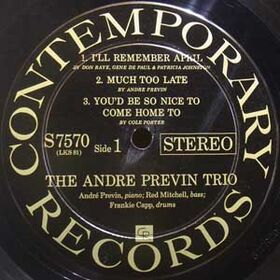 CONTEMPORARY
1. I'LL REMEMBER APRIL
BY DON RAYE, GENE DE PAUL & PATRICIA JOHNSTON
2. MUCH TOO LATE
BY ANDRE PREVIN
3. YOU'D BE SO NICE TO
COME HOME TO
BY COLE PORTER
S7570
(LKS 81)
Side 1
STEREO
THE ANDRE PREVIN TRIO
André Previn, piano; Red Mitchell, bass;
Frankie Capp, drums
RECORDS